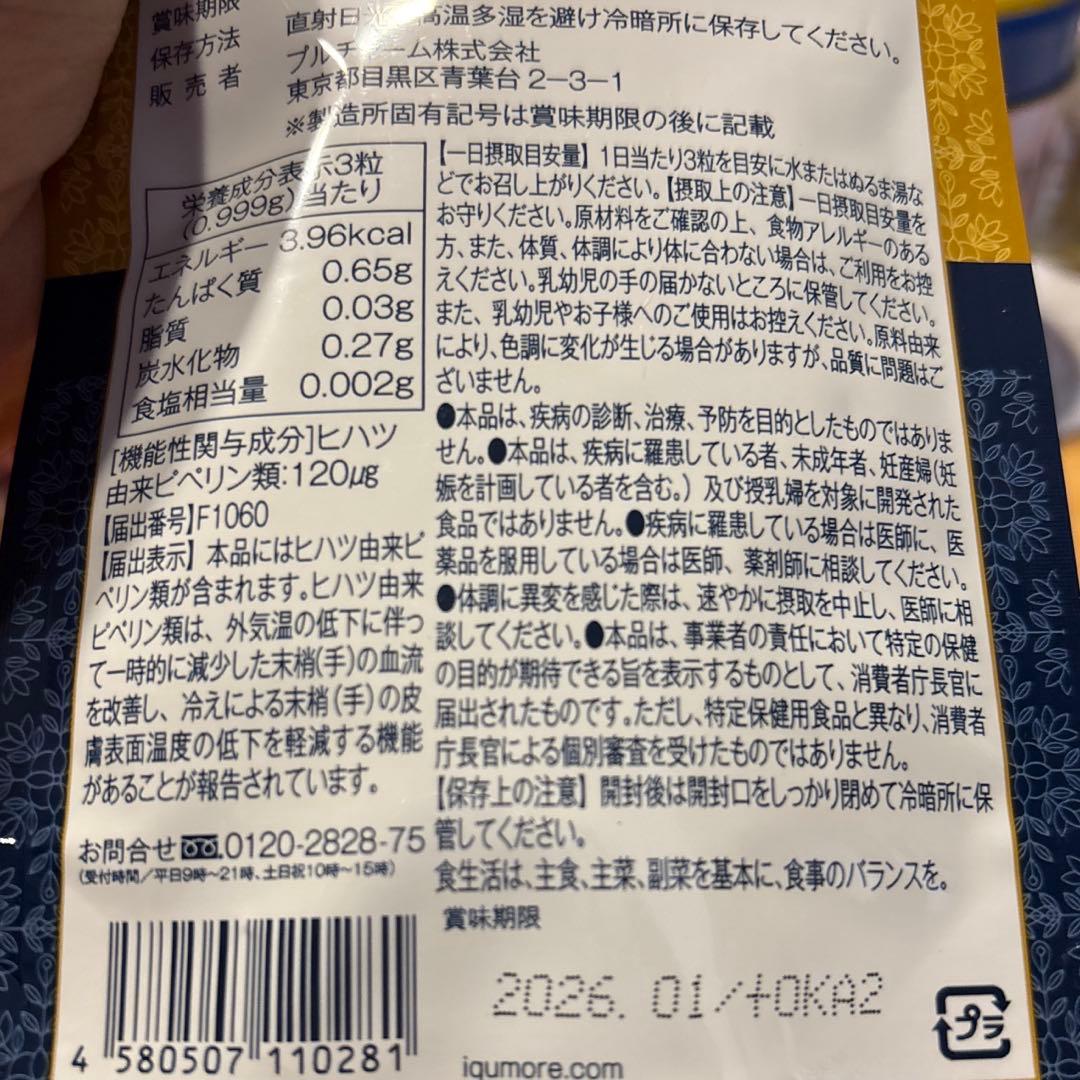 賞味期限
保存方法 直射日光 高温多湿を避け冷暗所に保存してください。
販売者 プルチャーム株式会社
東京都目黒区青葉台2-3-1
※製造所固有記号は賞味期限の後に記載
栄養成分表示3粒
(0.999g)当たり
エネルギー 3.96kcal
たんぱく質 0.65g
脂質 0.03g
炭水化物 0.27g
食塩相当量 0.002g
[機能性関与成分]ヒハツ
由来ピペリン類:120μg
【届出番号】F1060
【届出表示】本品にはヒハツ由来ピ
ペリン類が含まれます。ヒハツ由来
ピペリン類は、外気温の低下に伴っ
て一時的に減少した末梢(手)の血流
を改善し、冷えによる末梢(手)の皮
膚表面温度の低下を軽減する機能
があることが報告されています。
お問合せ 0120-2828-75
(受付時間/平日9時~21時、土日祝10時~15時)
【一日摂取目安量】1日当たり3粒を目安に水またはぬるま湯な
どでお召し上がりください。【摂取上の注意】一日摂取目安量を
お守りください。原材料をご確認の上、食物アレルギーのある
方、また、体質、体調により体に合わない場合は、ご利用をお控
えください。乳幼児の手の届かないところに保管してください。
また、乳幼児やお子様へのご使用はお控えください。原料由来
により、色調に変化が生じる場合がありますが、品質に問題はご
ざいません。
●本品は、疾病の診断、治療、予防を目的としたものではありま
せん。●本品は、疾病に罹患している者、未成年者、妊産婦(妊
娠を計画している者を含む。)及び授乳婦を対象に開発された
食品ではありません。●疾病に罹患している場合は医師に、医
薬品を服用している場合は医師、薬剤師に相談してください。
●体調に異変を感じた際は、速やかに摂取を中止し、医師に相
談してください。●本品は、事業者の責任において特定の保健
の目的が期待できる旨を表示するものとして、消費者庁長官に
届出されたものです。ただし、特定保健用食品と異なり、消費者
庁長官による個別審査を受けたものではありません。
【保存上の注意】開封後は開封口をしっかり閉めて冷暗所に保
管してください。
食生活は、主食、主菜、副菜を基本に、食事のバランスを。
賞味期限
2026. 01/+OKA2
プラ
4 580507 110281
iqumore.com